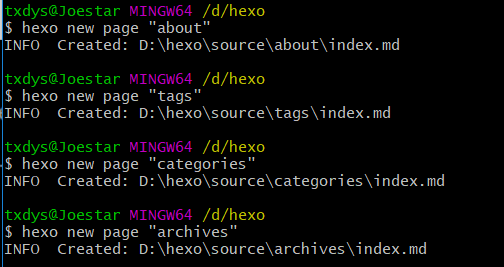 txdys@Joestar MINGW64 /d/hexo
$ hexo new page "about"
INFO  Created: D:\hexo\source\about\index.md
txdys@Joestar MINGW64 /d/hexo
$ hexo new page "tags"
INFO  Created: D:\hexo\source\tags\index.md
txdys@Joestar MINGW64 /d/hexo
$ hexo new page "categories"
INFO  Created: D:\hexo\source\categories\index.md
txdys@Joestar MINGW64 /d/hexo
$ hexo new page "archives"
INFO  Created: D:\hexo\source\archives\index.md